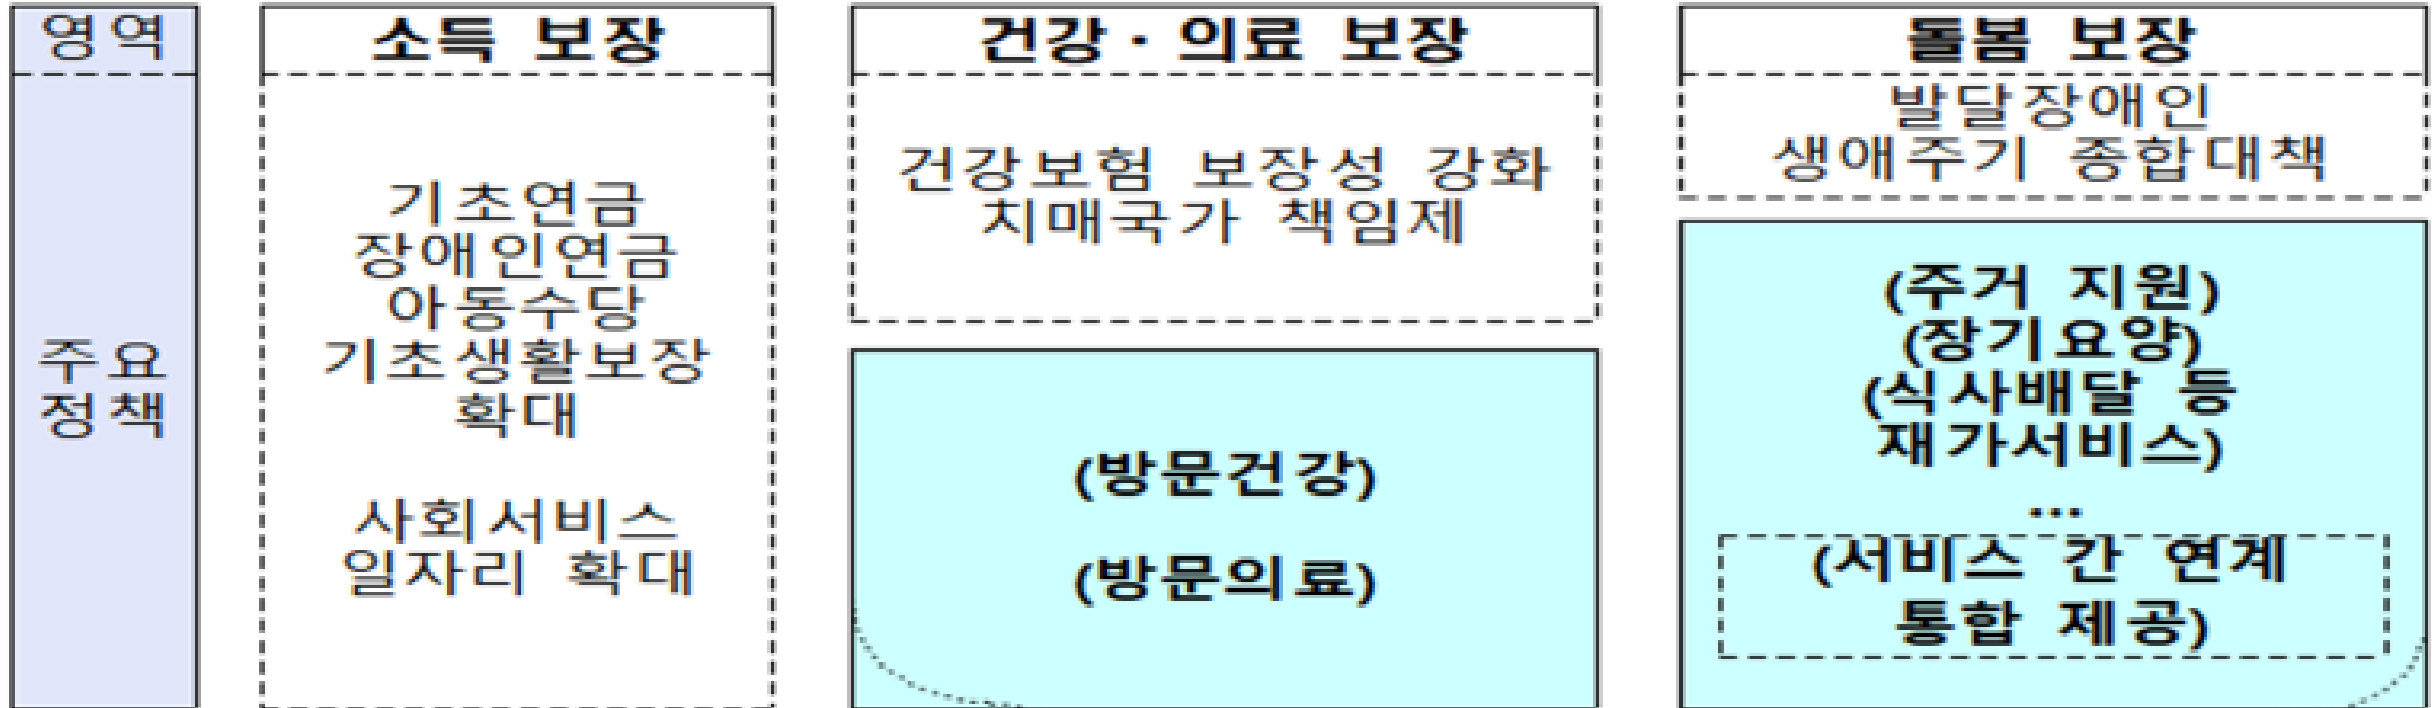 영역
소득 보장
건강 · 의료 보장
돌봄 보장
주요
정책
기초연금
장애인연금
아동수당
기초생활보장
확대
사회서비스
일자리 확대
건강보험 보장성 강화
치매국가 책임제
(방문건강)
(방문의료)
발달장애인
생애주기 종합대책
(주거 지원)
(장기요양)
(식사배달 등
재가서비스)
...
(서비스 간 연계
통합 제공)